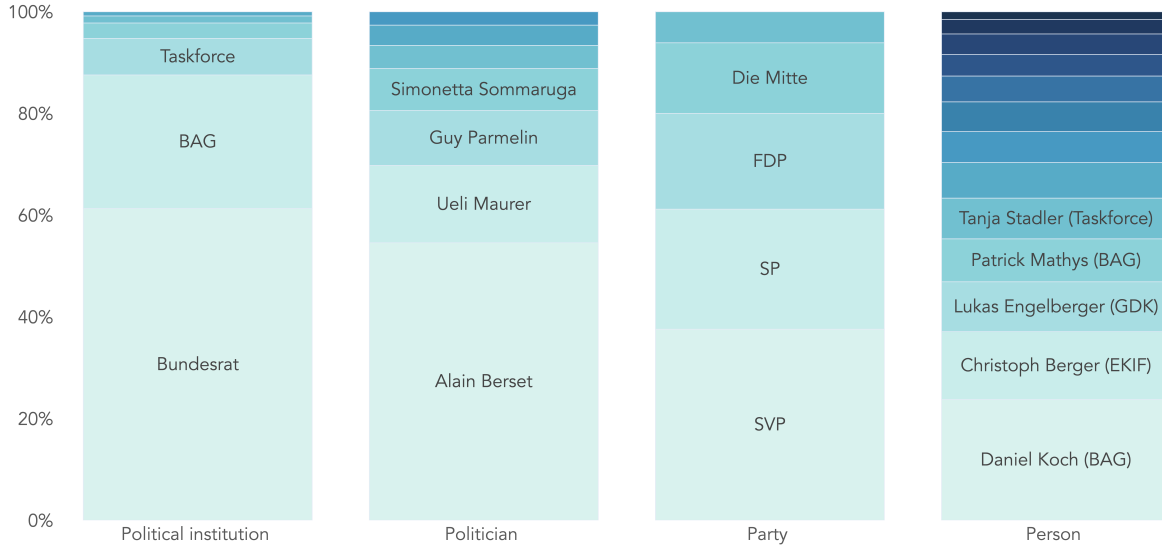 100%
80%
60%
40%
20%
0%
Taskforce
BAG
Bundesrat
Political institution
Simonetta Sommaruga
Guy Parmelin
Ueli Maurer
Alain Berset
Politician
Die Mitte
FDP
SP
SVP
Party
Tanja Stadler (Taskforce)
Patrick Mathys (BAG)
Lukas Engelberger (GDK)
Christoph Berger (EKIF)
Daniel Koch (BAG)
Person